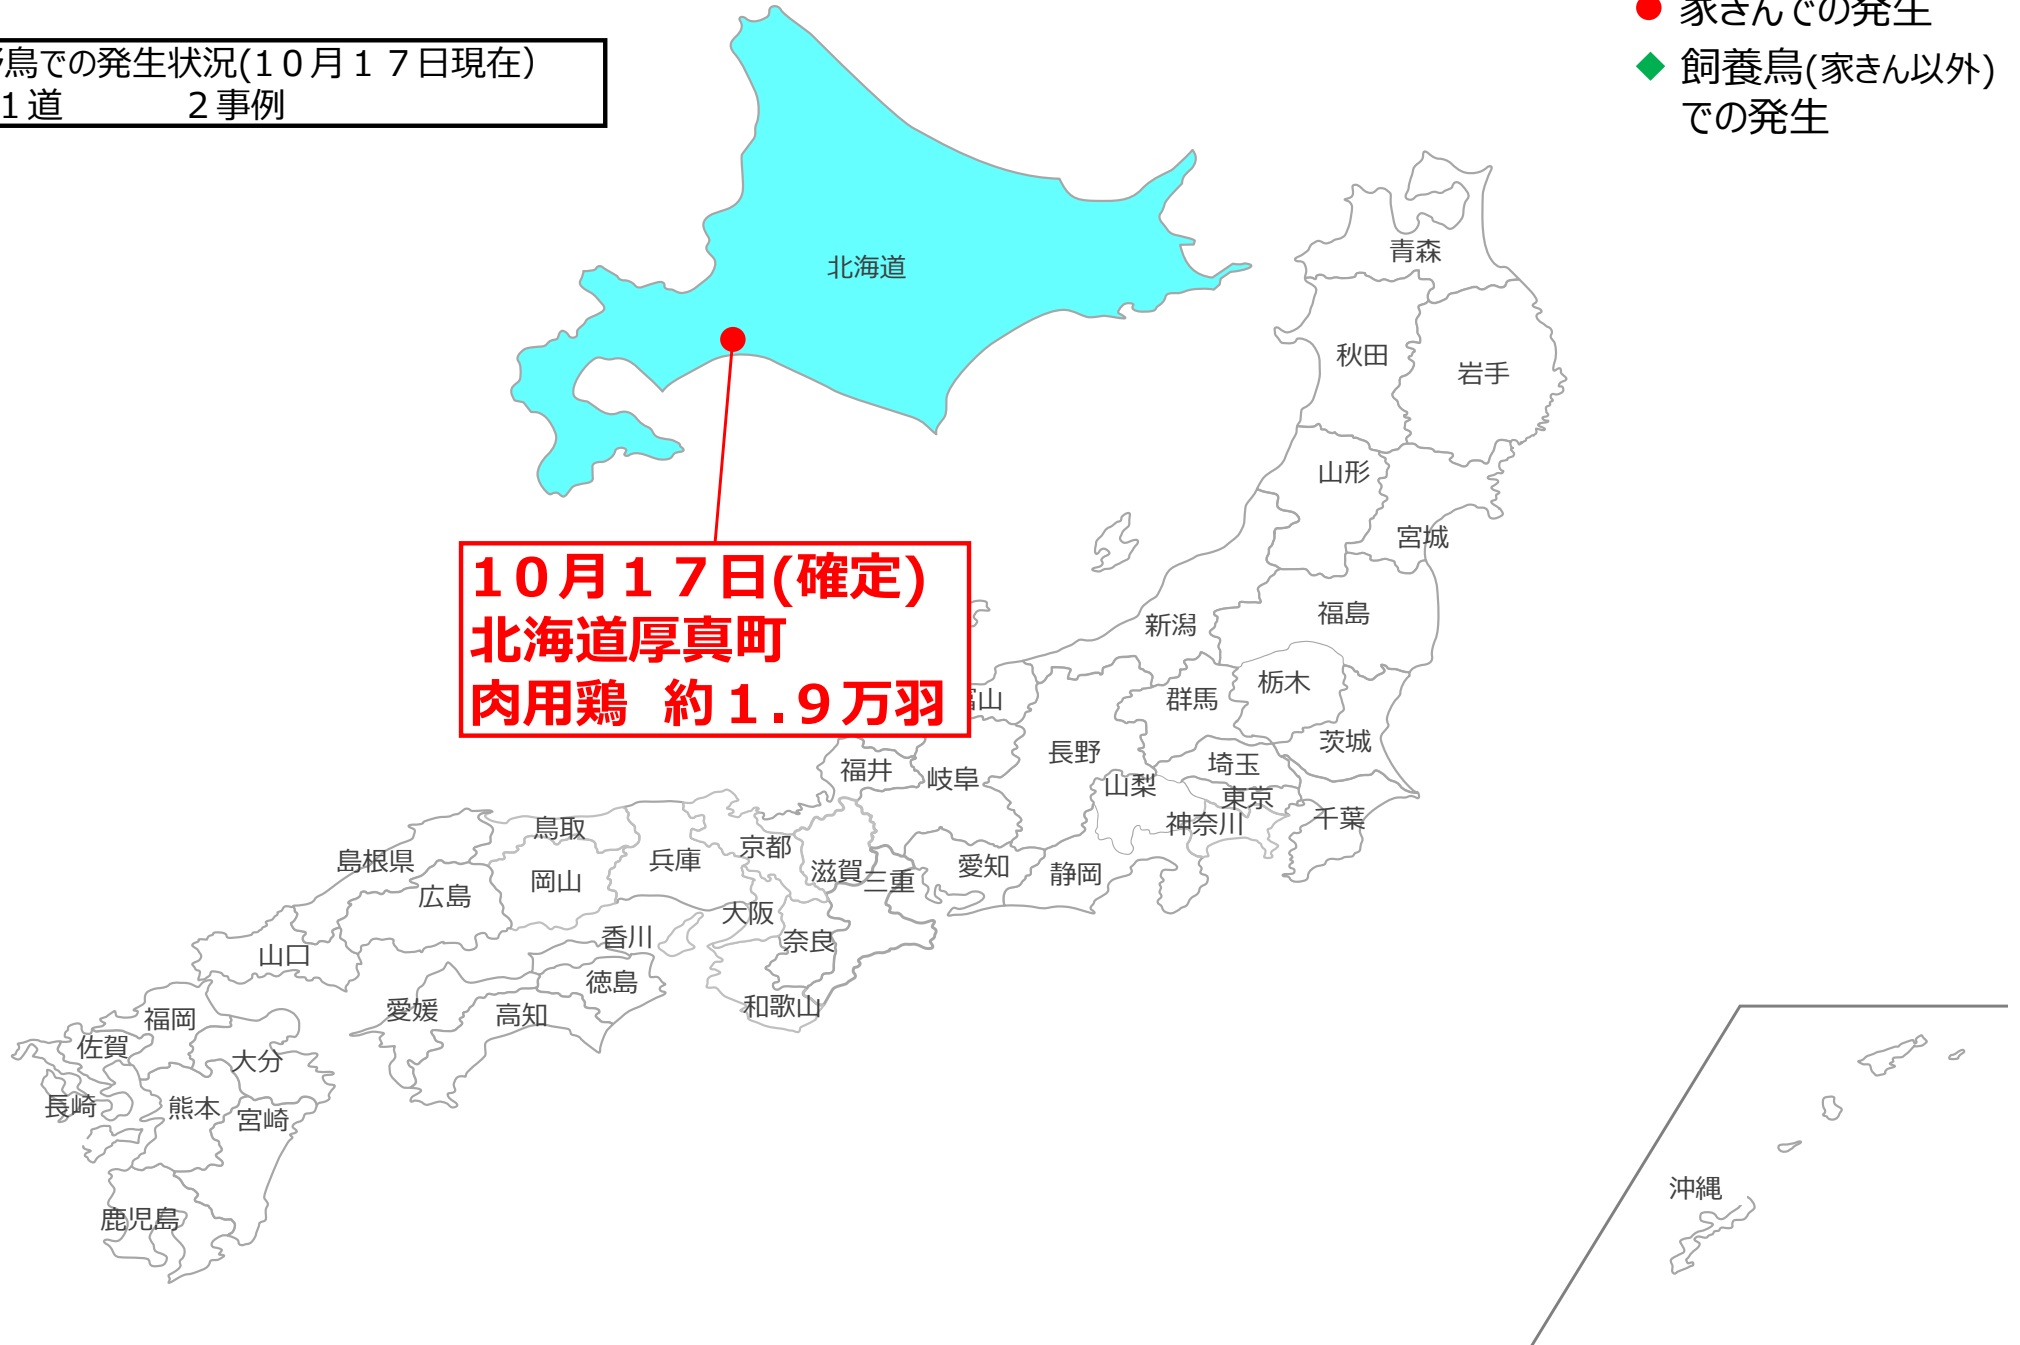 鳥での発生状況(10月17日現在)
1道 2事例
家きんでの発生
飼養鳥(家きん以外)
での発生
北海道
青森
秋田
岩手
山形
宮城
10月17日(確定)
北海道厚真町
肉用鶏 約1.9万羽
新潟
福島
栃木
群馬
山
茨城
長野
埼玉
福井
岐阜
山梨
東京
神奈川
千葉
鳥取
島根県
兵庫
京都
滋賀
三重
愛知
静岡
岡山
広島
大阪
香川
奈良
山口
徳島
和歌山
愛媛
高知
福岡
佐賀
大分
長崎
熊本
宮崎
鹿児島
沖縄